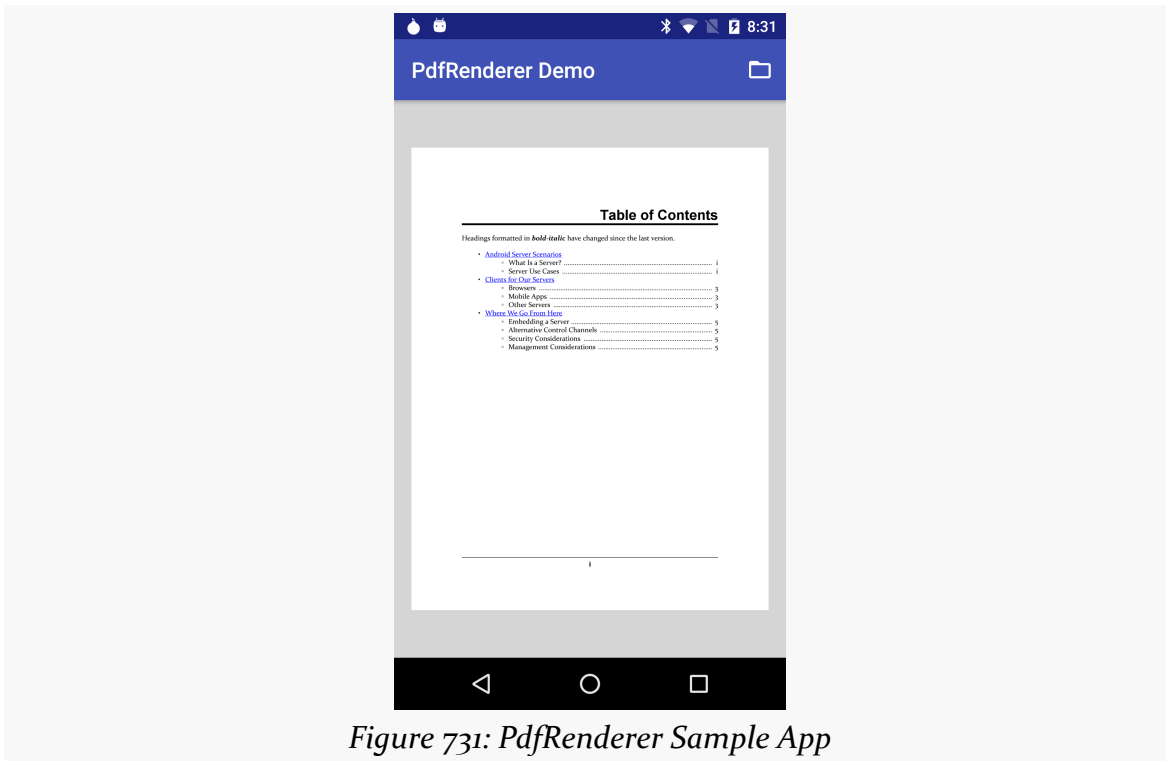 8:31
PdfRenderer Demo
Table of Contents
Headings formatted in bold-italic have changed since the last version.
• Android Server Scenarios
◦ What Is a Server? ........................................................................ i
◦ Server Use Cases ........................................................................ i
• Clients for Our Servers
◦ Browsers ........................................................................ 3
◦ Mobile Apps ........................................................................ 3
◦ Other Servers ........................................................................ 3
• Where We Go From Here
◦ Embedding a Server ........................................................................ 5
◦ Alternative Control Channels ........................................................................ 5
◦ Security Considerations ........................................................................ 5
◦ Management Considerations ........................................................................ 5
i
Figure 731: PdfRenderer Sample App